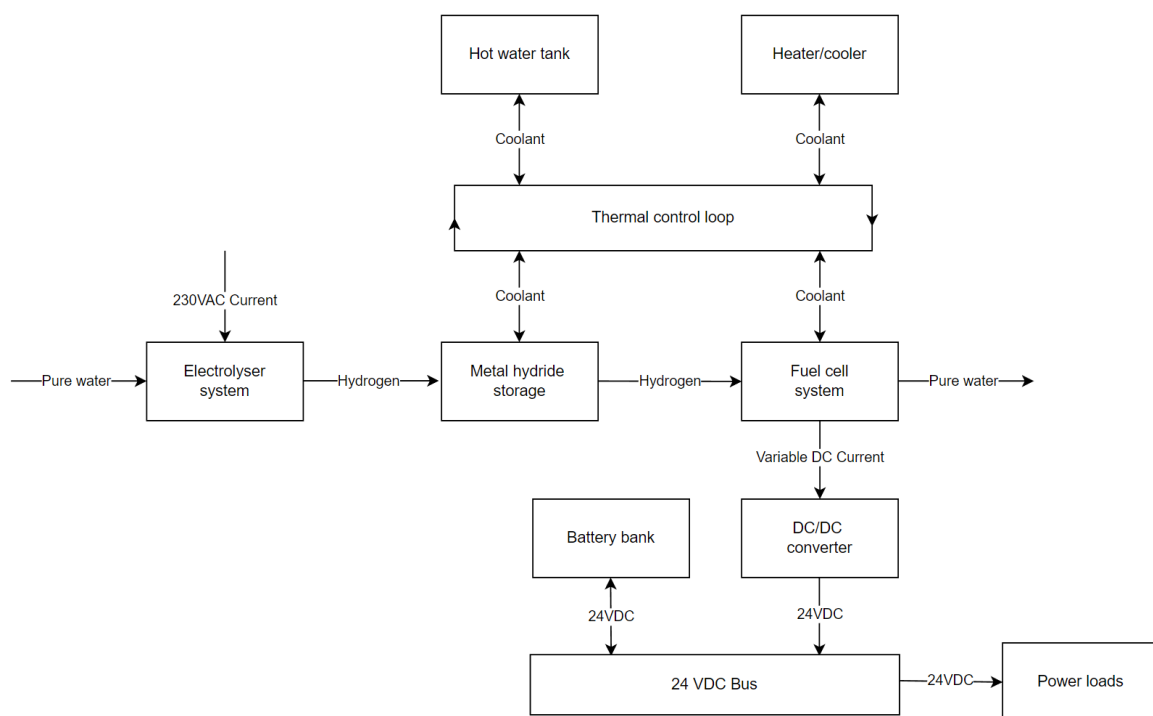 Hot water tank
Heater/cooler
Coolant
Coolant
Thermal control loop
230VAC Current
Coolant
Coolant
Pure water
Electrolyser
system
Hydrogen
Metal hydride
storage
Hydrogen
Fuel cell
system
Pure water
Variable DC Current
Battery bank
DC/DC
converter
24VDC
24VDC
24 VDC Bus
24VDC
Power loads